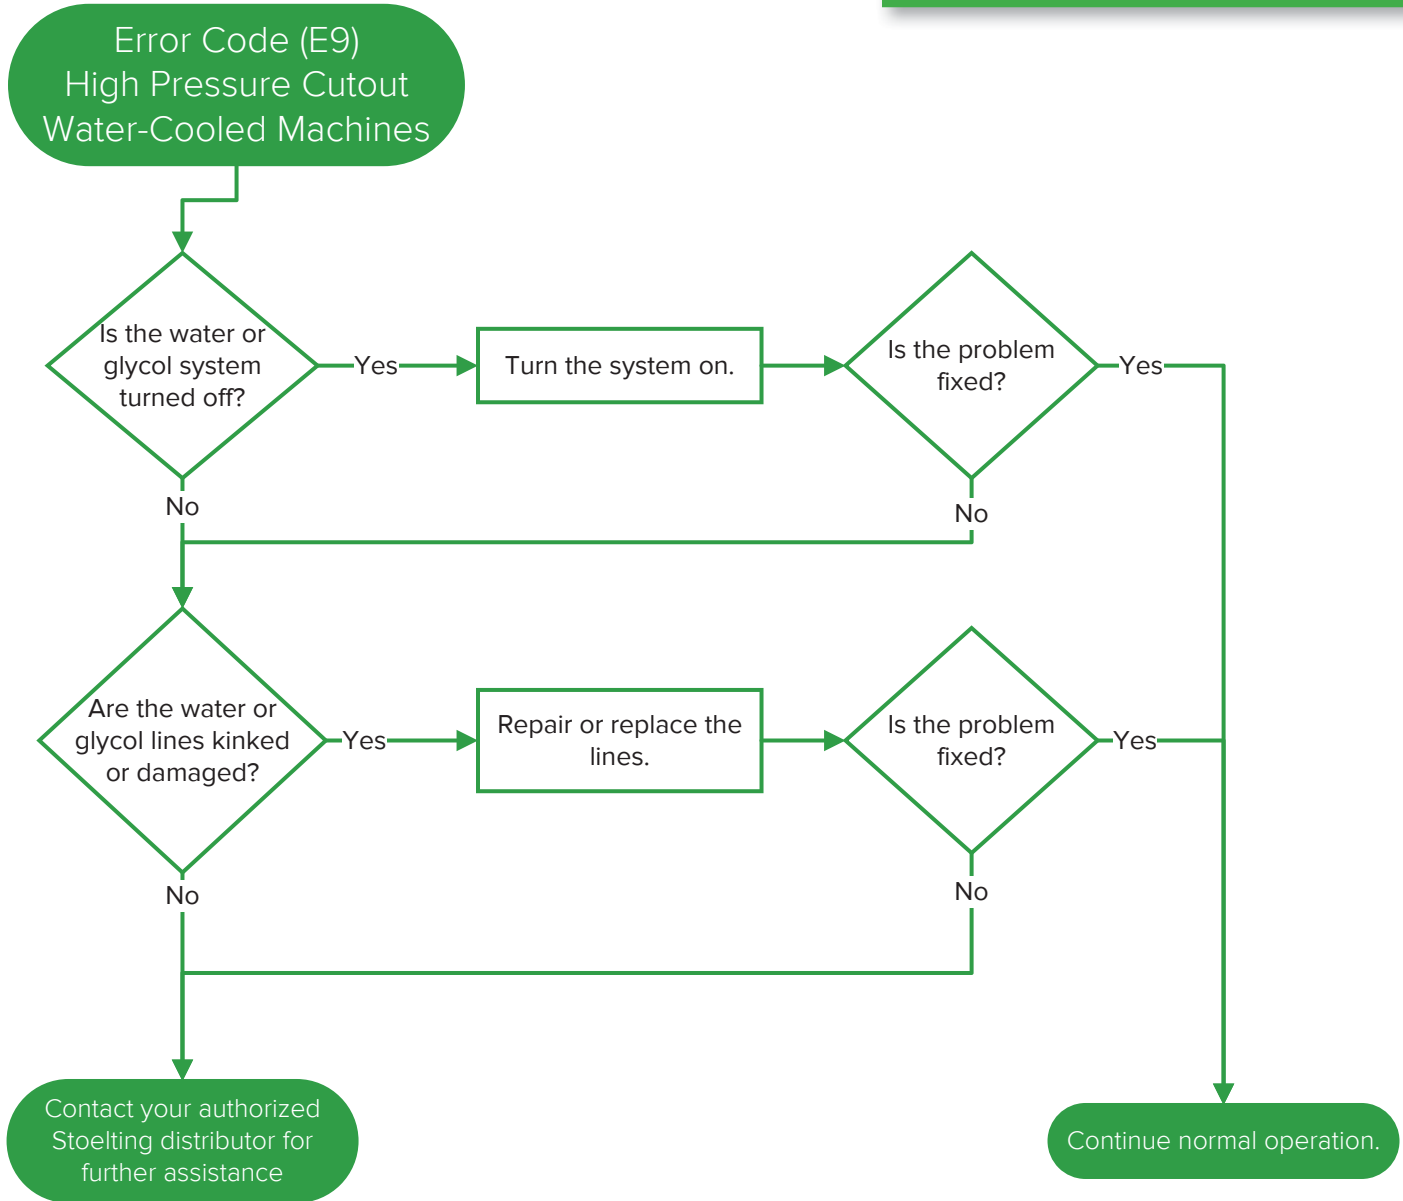 Error Code (E9)
High Pressure Cutout
Water-Cooled Machines
Is the water or
glycol system
turned off?
Yes
Turn the system on.
Is the problem
fixed?
Yes
No
No
Are the water or
glycol lines kinked
or damaged?
Yes
Repair or replace the
lines.
Is the problem
fixed?
Yes
No
No
Contact your authorized
Stoelting distributor for
further assistance
Continue normal operation.